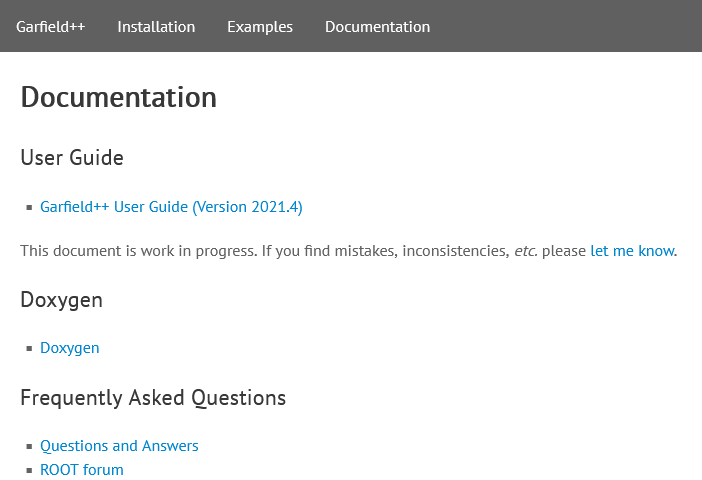 Garfield++ Installation Examples Documentation
Documentation
User Guide
Garfield++ User Guide (Version 2021.4)
This document is work in progress. If you find mistakes, inconsistencies, etc. please let me know.
Doxygen
Doxygen
Frequently Asked Questions
Questions and Answers
ROOT forum